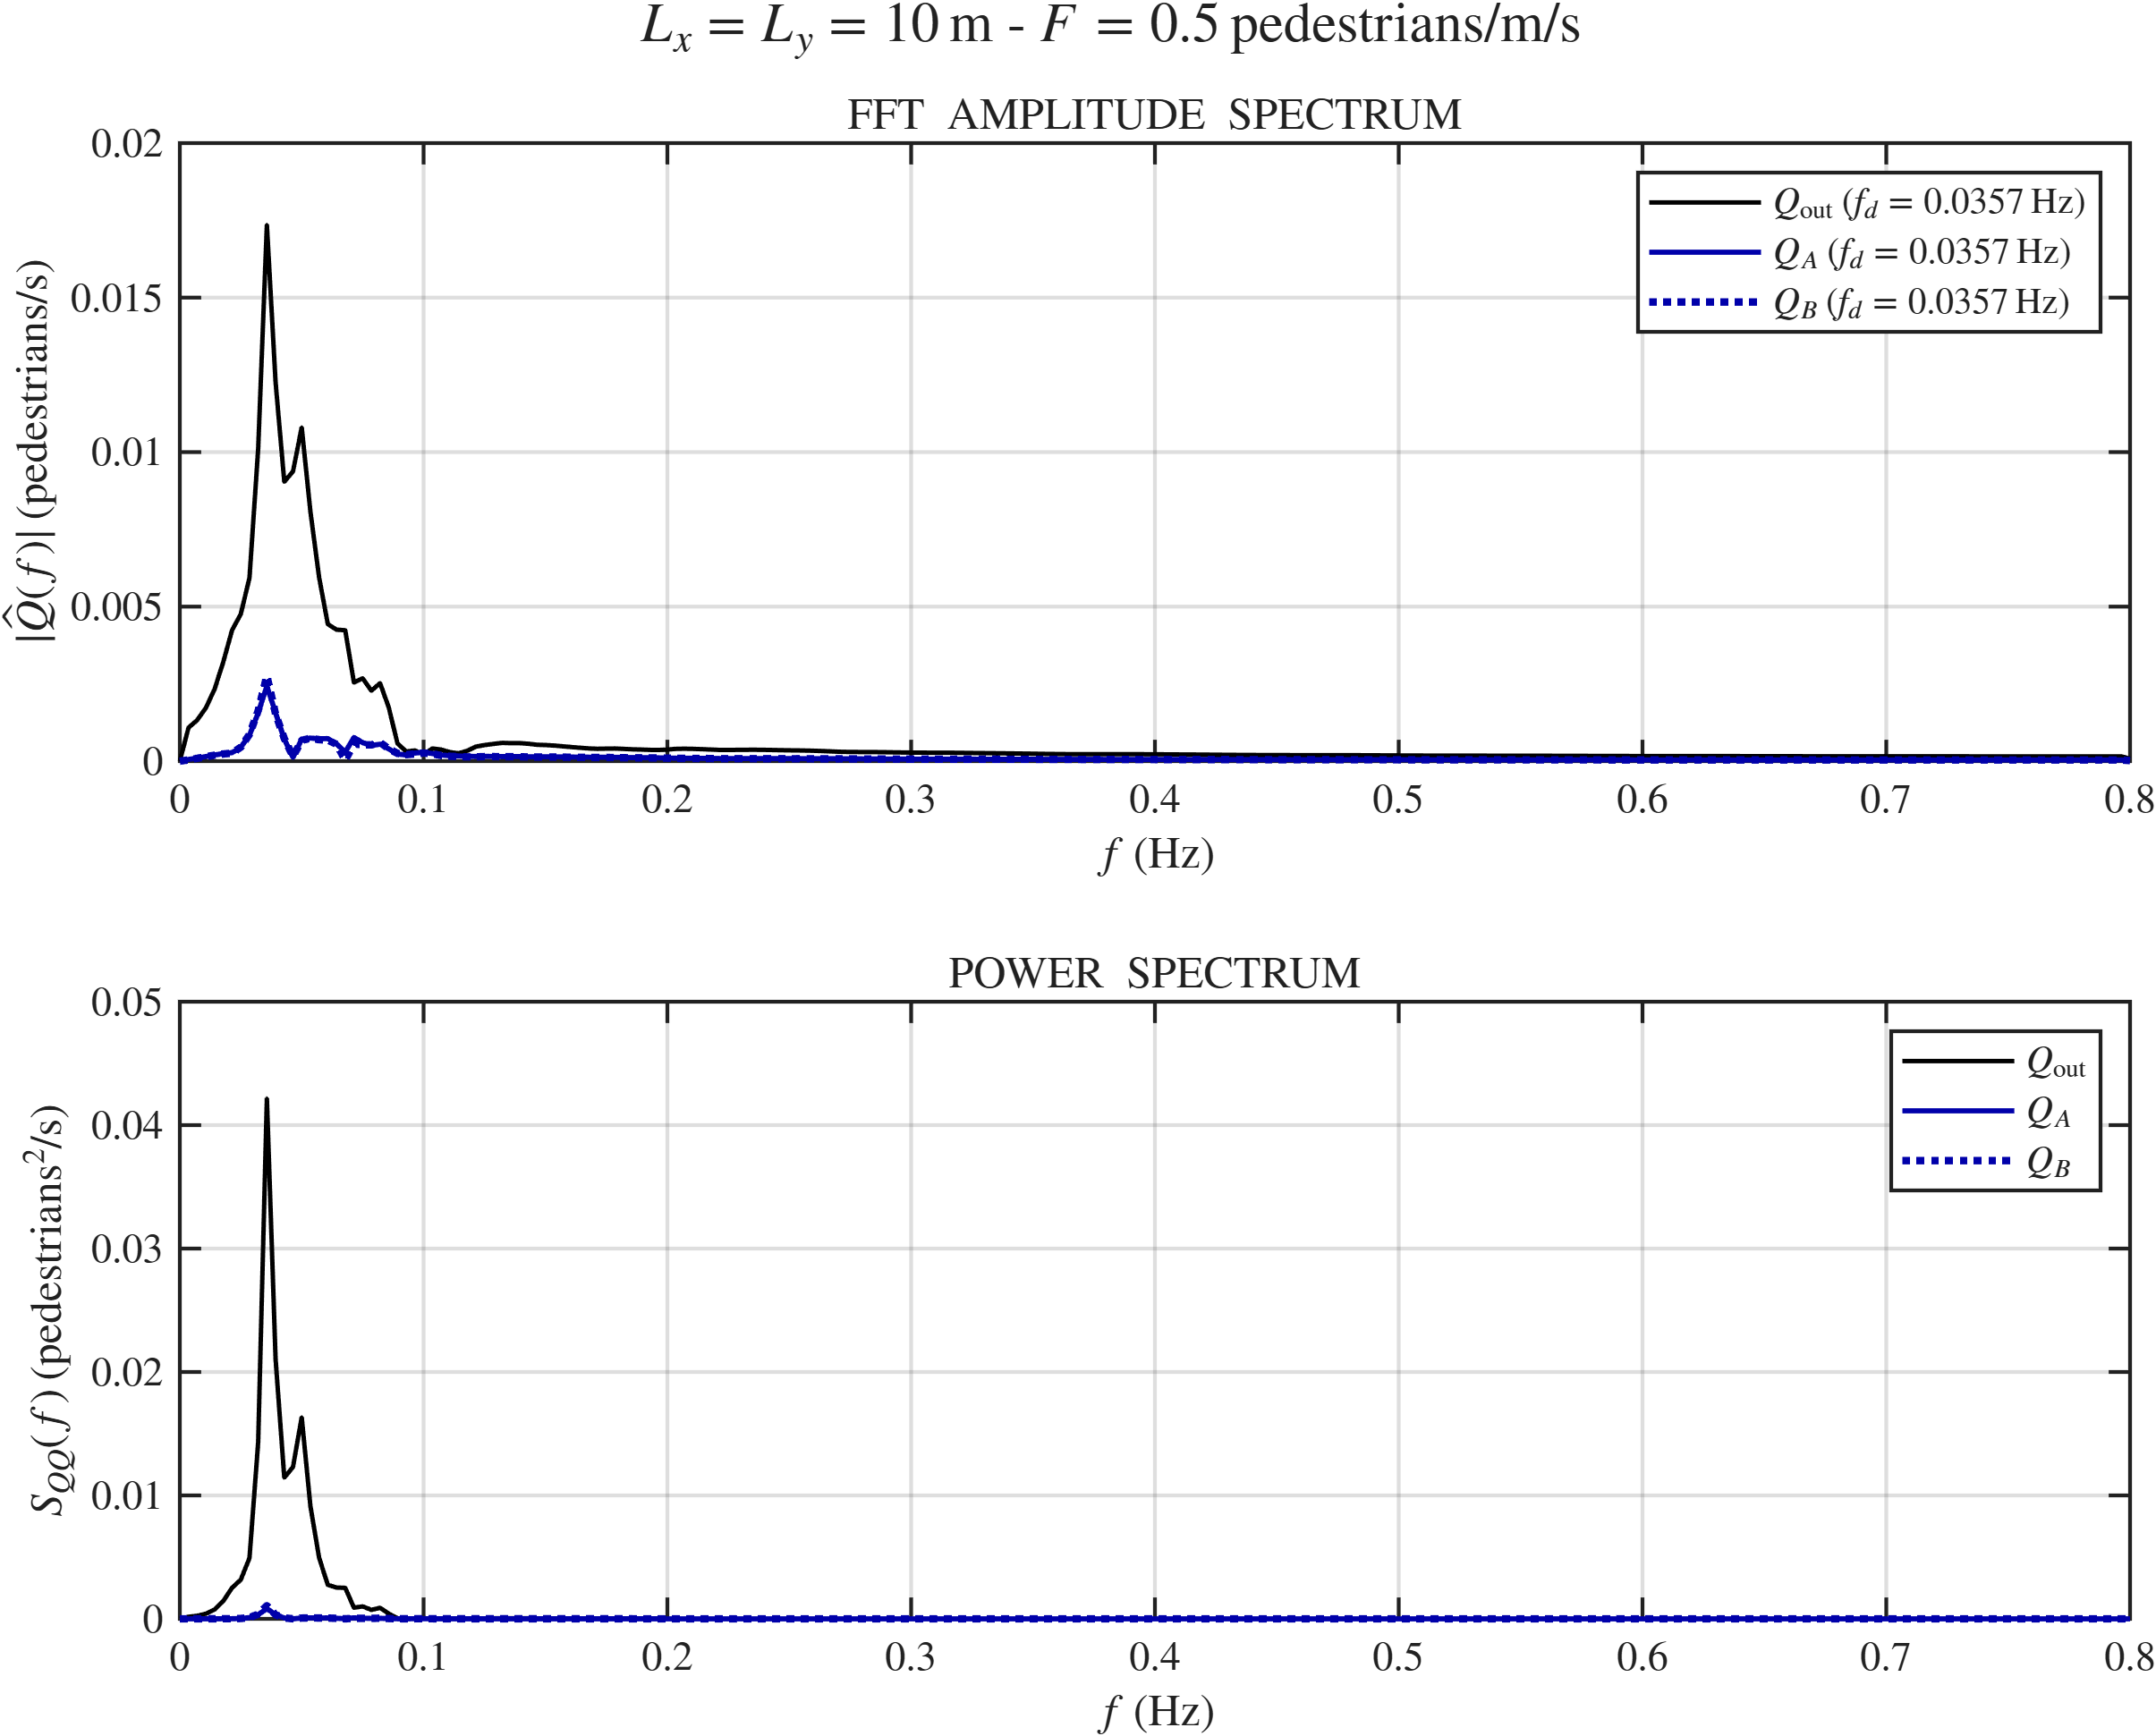 Lx = Ly = 10 m - F = 0.5 pedestrians/m/s
FFT AMPLITUDE SPECTRUM
|Q̂(f)| (pedestrians/s)
0.02
0.015
0.01
0.005
0
Qout (fd = 0.0357 Hz)
QA (fd = 0.0357 Hz)
QB (fd = 0.0357 Hz)
0 0.1 0.2 0.3 0.4 0.5 0.6 0.7 0.8
f (Hz)
POWER SPECTRUM
SQQ(f) (pedestrians²/s)
0.05
0.04
0.03
0.02
0.01
0
Qout
QA
QB
0 0.1 0.2 0.3 0.4 0.5 0.6 0.7 0.8
f (Hz)